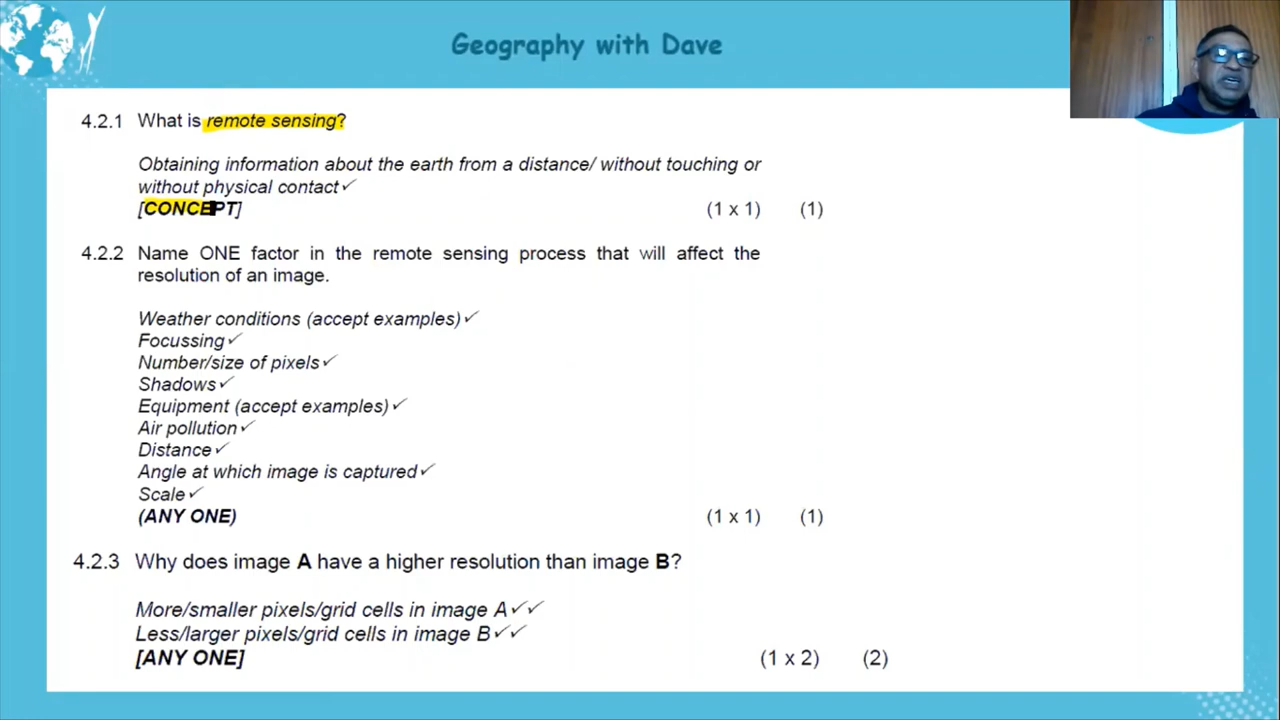 Geography with Dave
4.2.1 What is remote sensing?
Obtaining information about the earth from a distance/ without touching or
without physical contact✓
[CONCEPT] (1 x 1) (1)
4.2.2 Name ONE factor in the remote sensing process that will affect the
resolution of an image.
Weather conditions (accept examples)✓
Focussing✓
Number/size of pixels✓
Shadows✓
Equipment (accept examples)✓
Air pollution✓
Distance✓
Angle at which image is captured✓
Scale✓
(ANY ONE) (1 x 1) (1)
4.2.3 Why does image A have a higher resolution than image B?
More/smaller pixels/grid cells in image A✓✓
Less/larger pixels/grid cells in image B✓✓
[ANY ONE] (1 x 2) (2)